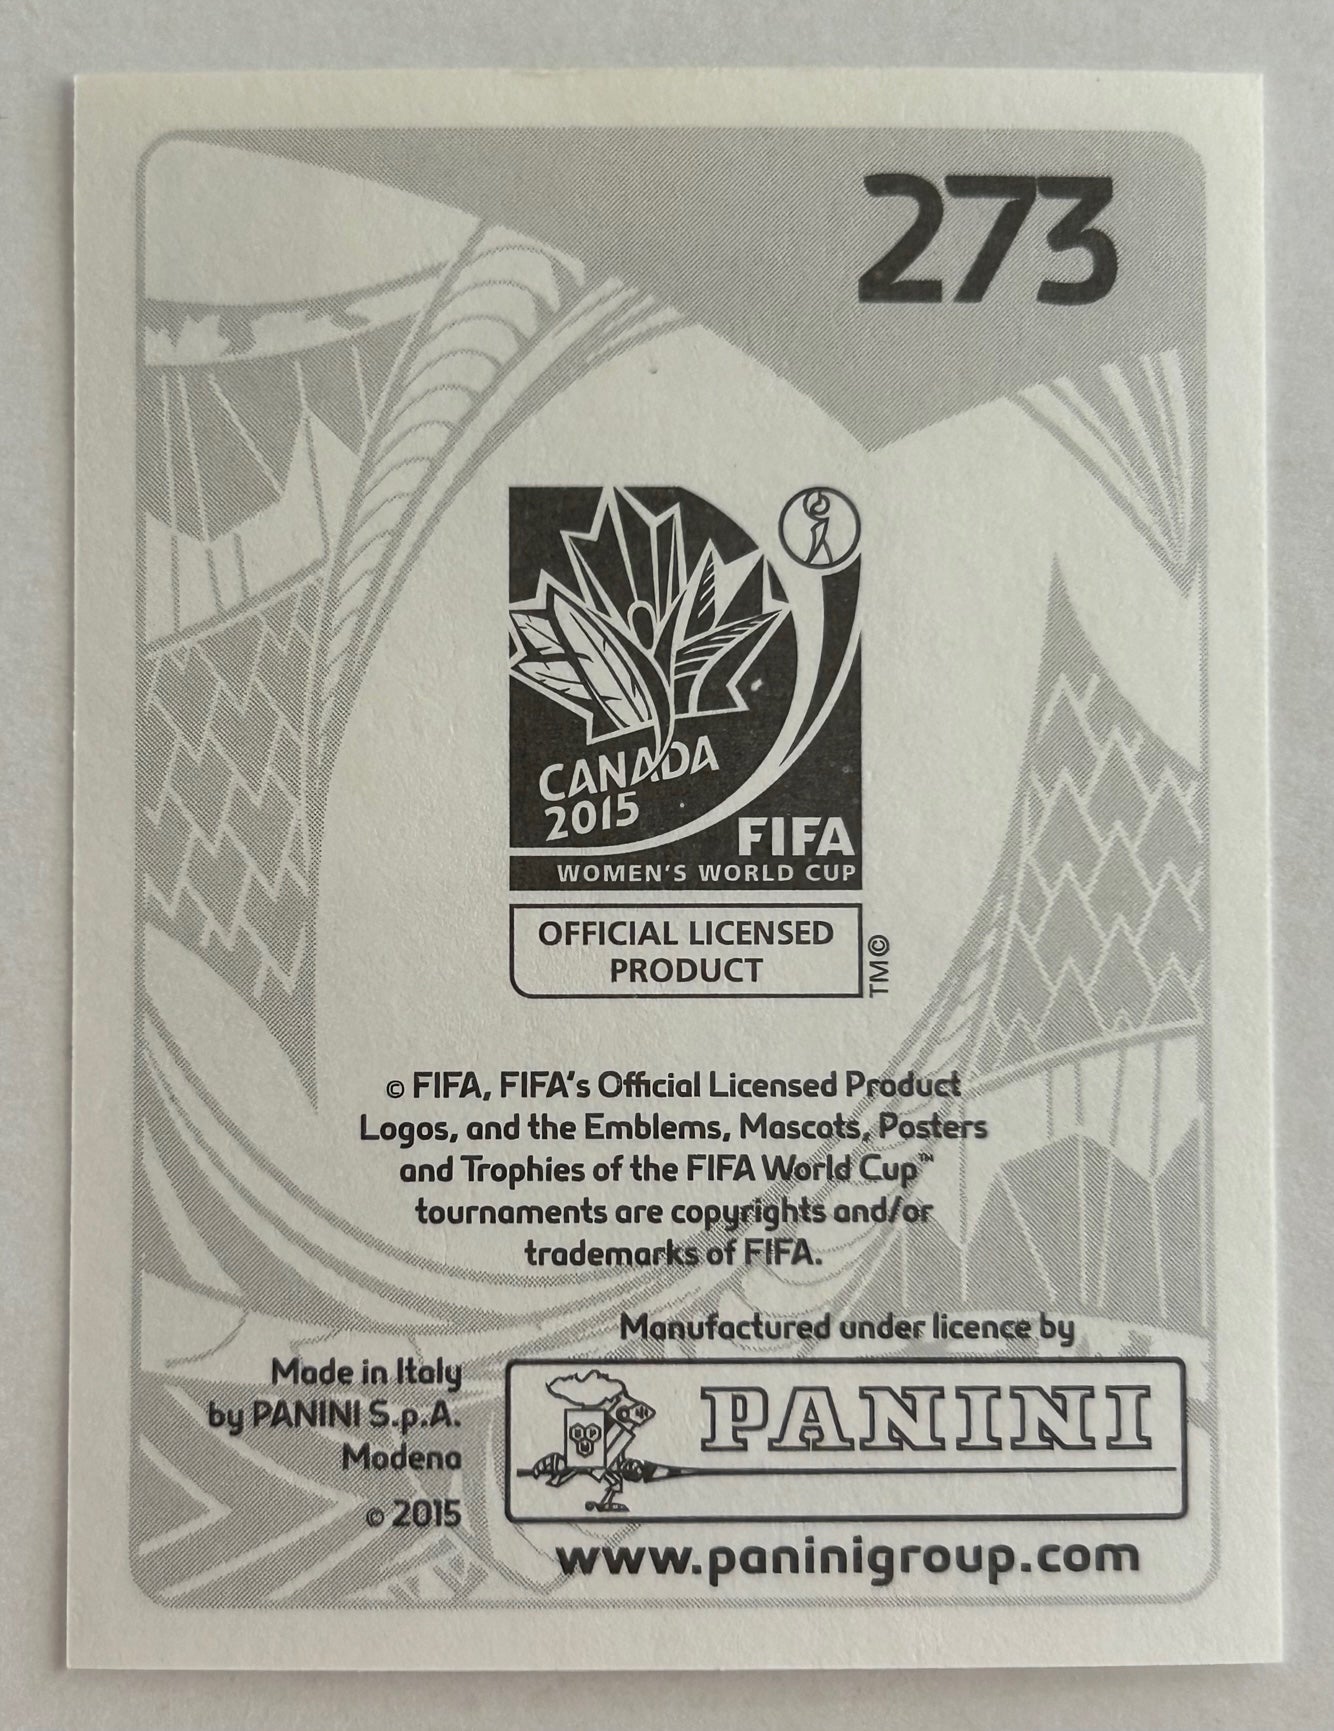 273
CANADA
2015
FIFA
WOMEN'S WORLD CUP
OFFICIAL LICENSED
PRODUCT
TM©
© FIFA, FIFA's Official Licensed Product
Logos, and the Emblems, Mascots, Posters
and Trophies of the FIFA World Cup™
tournaments are copyrights and/or
trademarks of FIFA.
Manufactured under licence by
Made in Italy
by PANINI S.p.A.
Modena
© 2015
PANINI
www.paninigroup.com